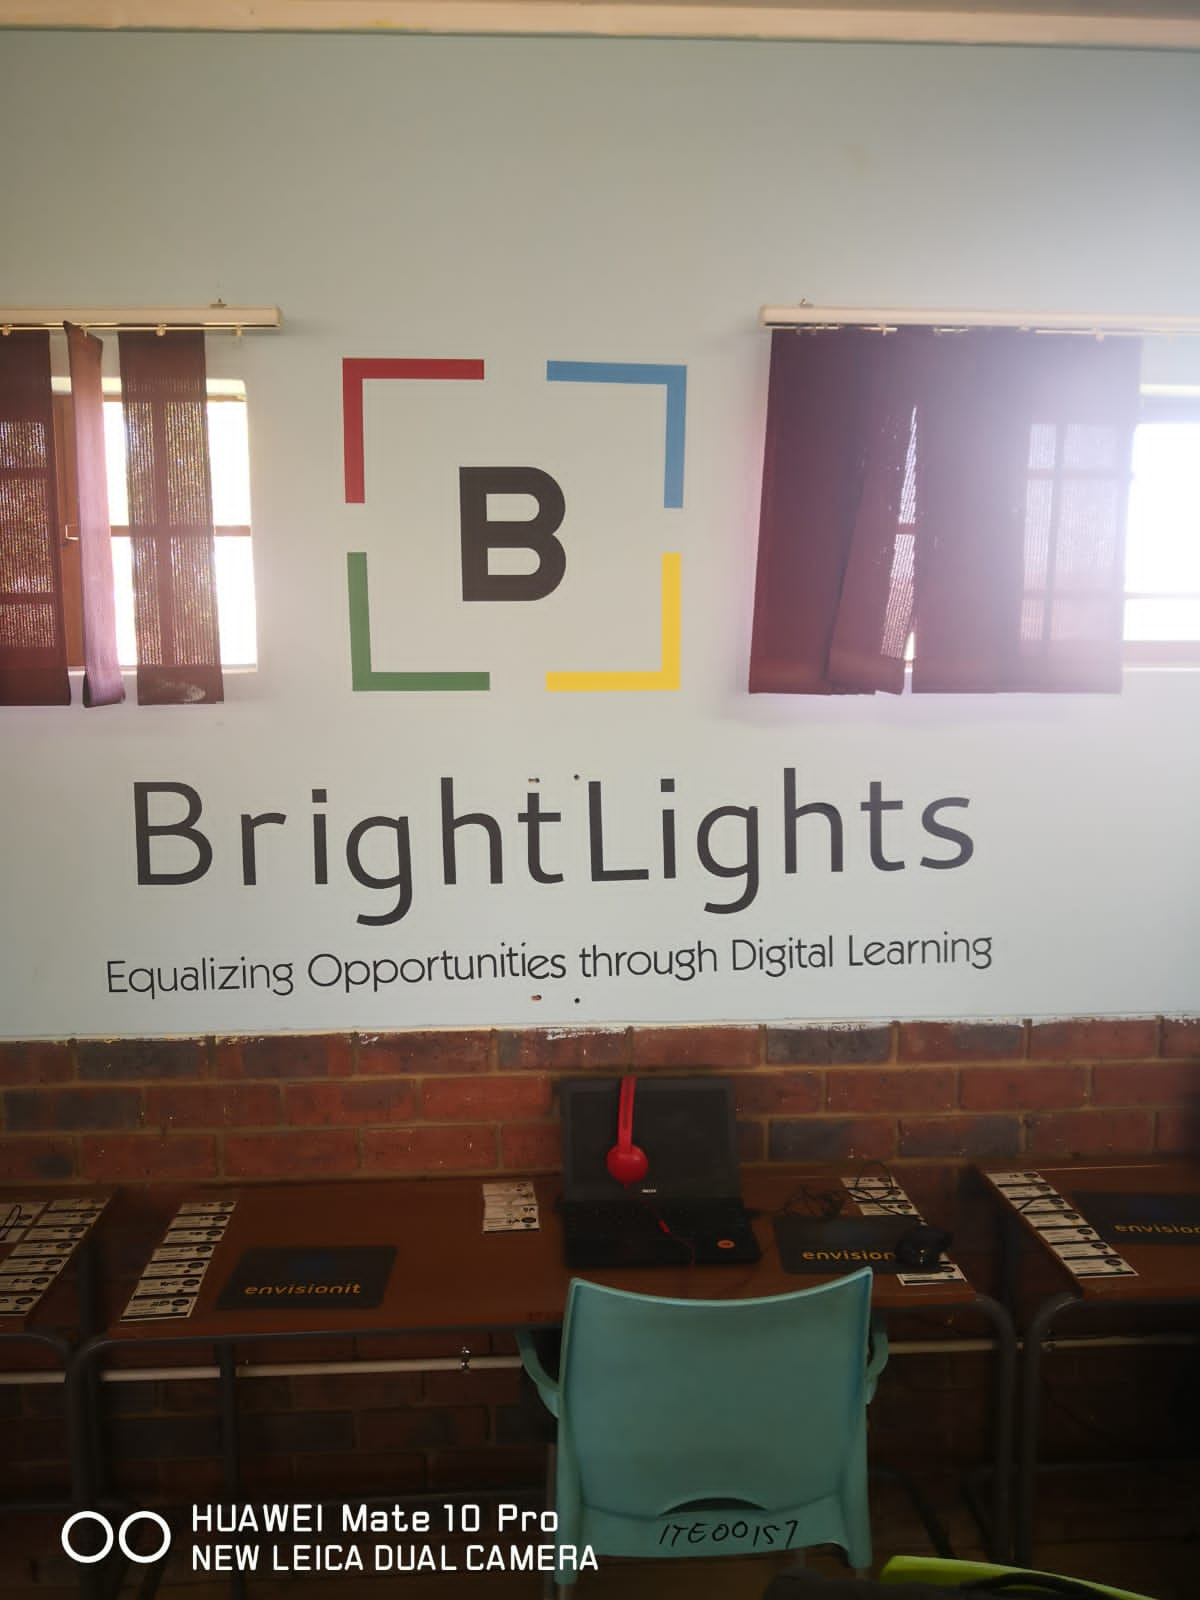 B
BrightLights
Equalizing Opportunities through Digital Learning
envisionit
envision
envision
ITE00157
HUAWEI Mate 10 Pro
NEW LEICA DUAL CAMERA